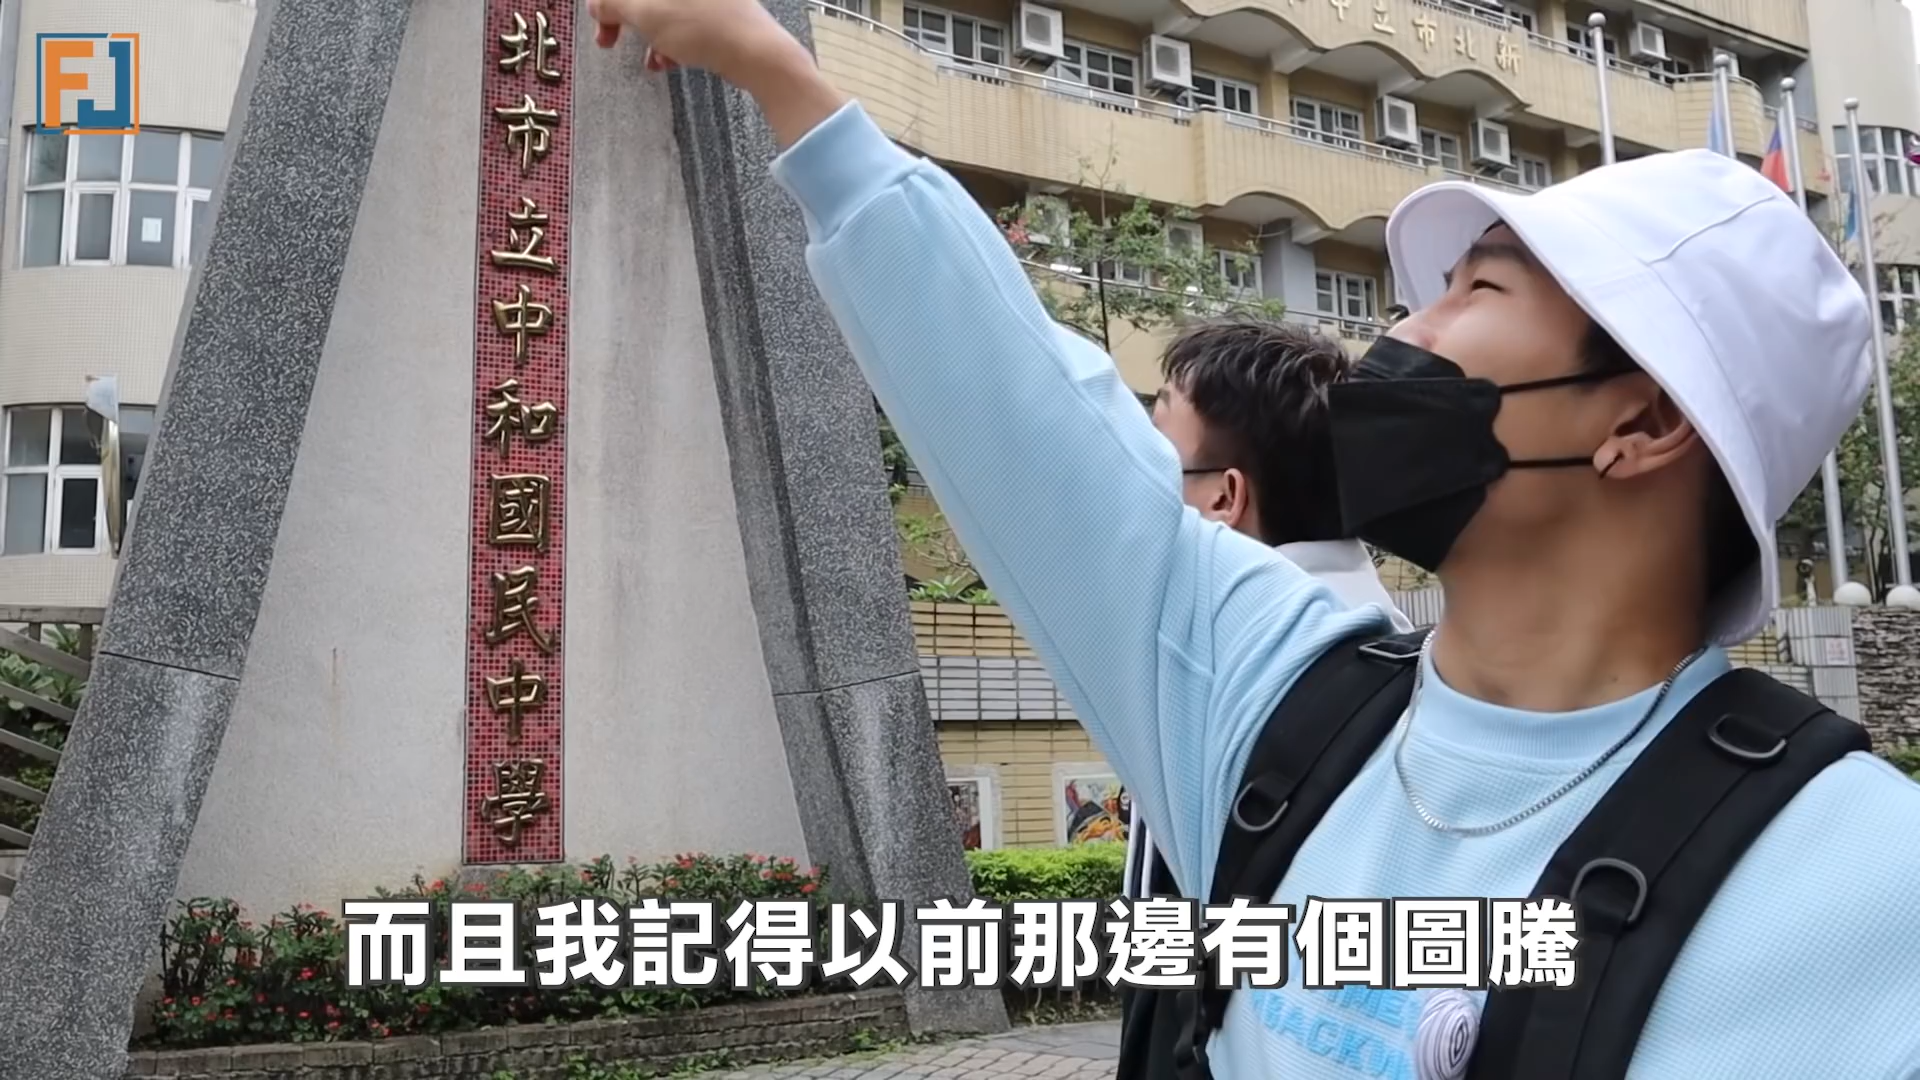 FJ
新北市立中
北市立中和國民中學
而且我記得以前那邊有個圖騰